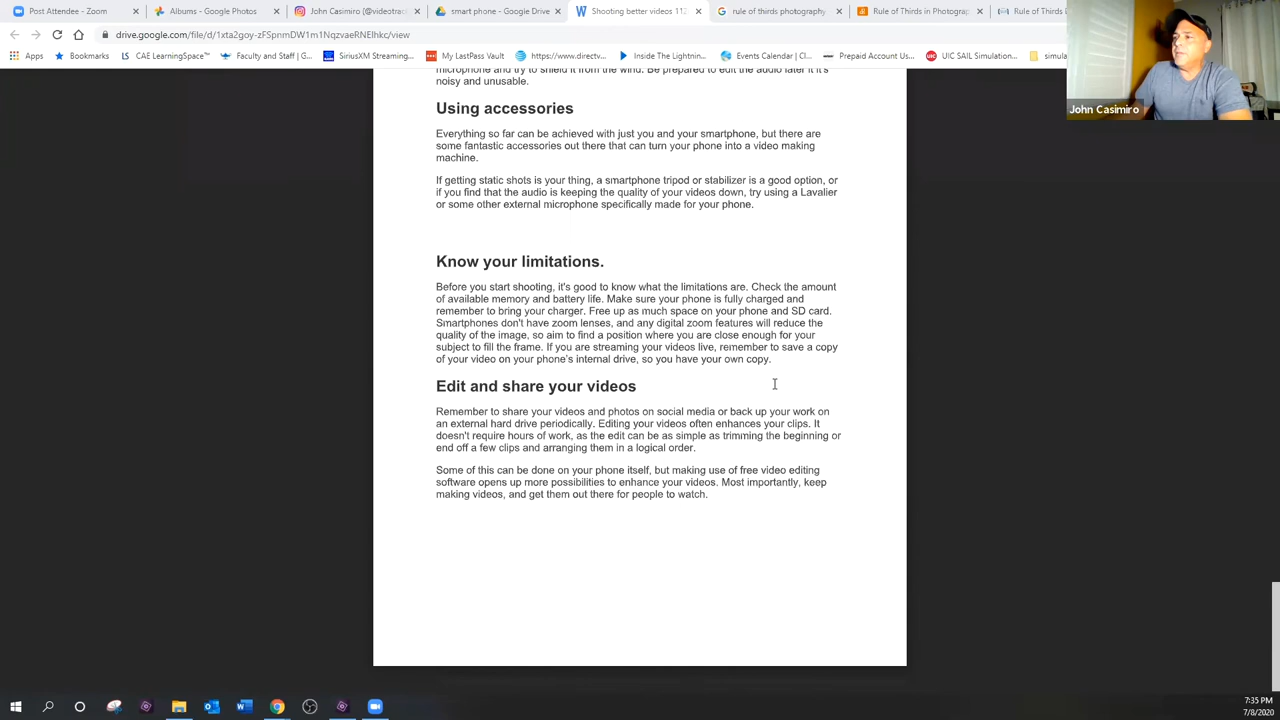 Post Attendee - Zoom
Albums - Google Photos
John Casimiro (@videotrac
smart phone - Google Drive
Shooting better videos 112
rule of thirds photography
Rule of Thirds in Photograp
Rule of Thirds
drive.google.com/file/d/1xta2goy-zFSpnmDW1m1NqzvaeRNElhkc/view
Apps
Bookmarks
CAE LearningSpace™
Faculty and Staff | G...
SiriusXM Streaming...
My LastPass Vault
https://www.directv...
Inside The Lightnin...
Events Calendar | Cl...
Prepaid Account Us...
UIC SAIL Simulation...
simula
John Casimiro
microphone and try to shield it from the wind. Be prepared to edit the audio later if it's
noisy and unusable.
Using accessories
Everything so far can be achieved with just you and your smartphone, but there are
some fantastic accessories out there that can turn your phone into a video making
machine.
If getting static shots is your thing, a smartphone tripod or stabilizer is a good option, or
if you find that the audio is keeping the quality of your videos down, try using a Lavalier
or some other external microphone specifically made for your phone.
Know your limitations.
Before you start shooting, it's good to know what the limitations are. Check the amount
of available memory and battery life. Make sure your phone is fully charged and
remember to bring your charger. Free up as much space on your phone and SD card.
Smartphones don't have zoom lenses, and any digital zoom features will reduce the
quality of the image, so aim to find a position where you are close enough for your
subject to fill the frame. If you are streaming your videos live, remember to save a copy
of your video on your phone's internal drive, so you have your own copy.
Edit and share your videos
Remember to share your videos and photos on social media or back up your work on
an external hard drive periodically. Editing your videos often enhances your clips. It
doesn't require hours of work, as the edit can be as simple as trimming the beginning or
end off a few clips and arranging them in a logical order.
Some of this can be done on your phone itself, but making use of free video editing
software opens up more possibilities to enhance your videos. Most importantly, keep
making videos, and get them out there for people to watch.
7:35 PM
7/8/2020